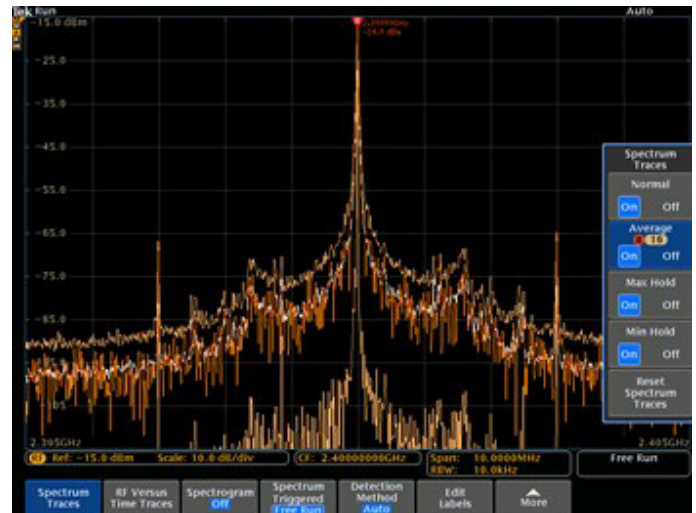 Tek Run
Auto
-15.0 dBm
-25.0
-35.0
-45.0
-55.0
-65.0
-75.0
-85.0
-105
2.395GHz
2.405GHz
Spectrum
Traces
Normal
On Off
Average
16
On Off
Max Hold
On Off
Min Hold
On Off
Reset
Spectrum
Traces
RF Ref: -15.0 dBm Scale: 10.0 dB/div
CF: 2.40000000GHz
Span: 10.0000MHz
RBW: 10.0kHz
Free Run
Spectrum
Traces
RF Versus
Time Traces
Spectrogram
Off
Spectrum
Triggered
Free Run
Detection
Method
Auto
Edit
Labels
More